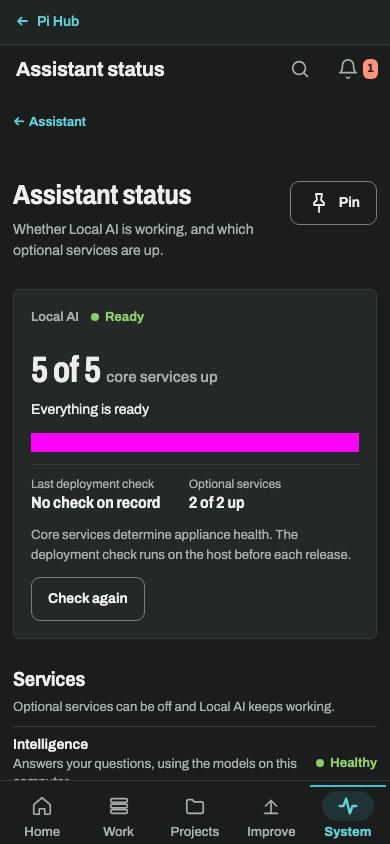 Pi Hub
Assistant status
1
Assistant
Assistant status
Pin
Whether Local AI is working, and which
optional services are up.
Local AI
Ready
5 of 5 core services up
Everything is ready
Last deployment check
No check on record
Optional services
2 of 2 up
Core services determine appliance health. The
deployment check runs on the host before each release.
Check again
Services
Optional services can be off and Local AI keeps working.
Intelligence
Answers your questions, using the models on this
Healthy
Home
Work
Projects
Improve
System